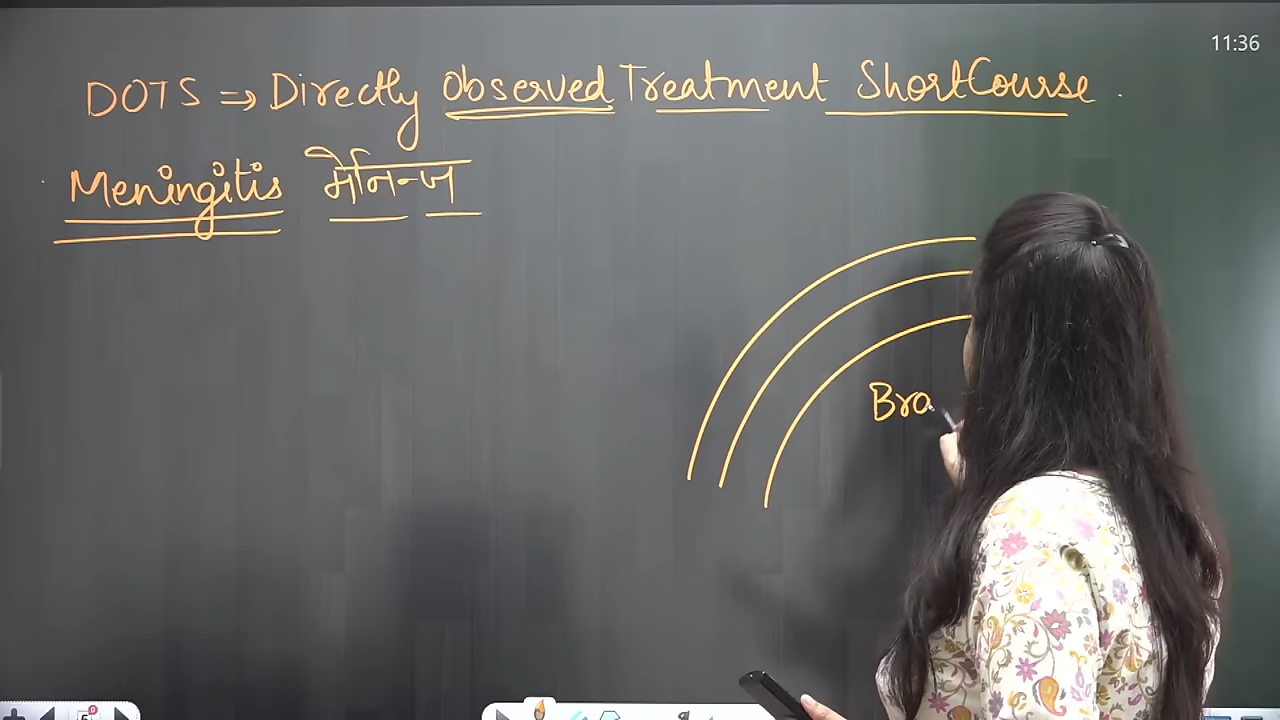 11:36
DOTS ⇒ Directly Observed Treatment ShortCourse.
Meningitis मेनिन्ज
Bra